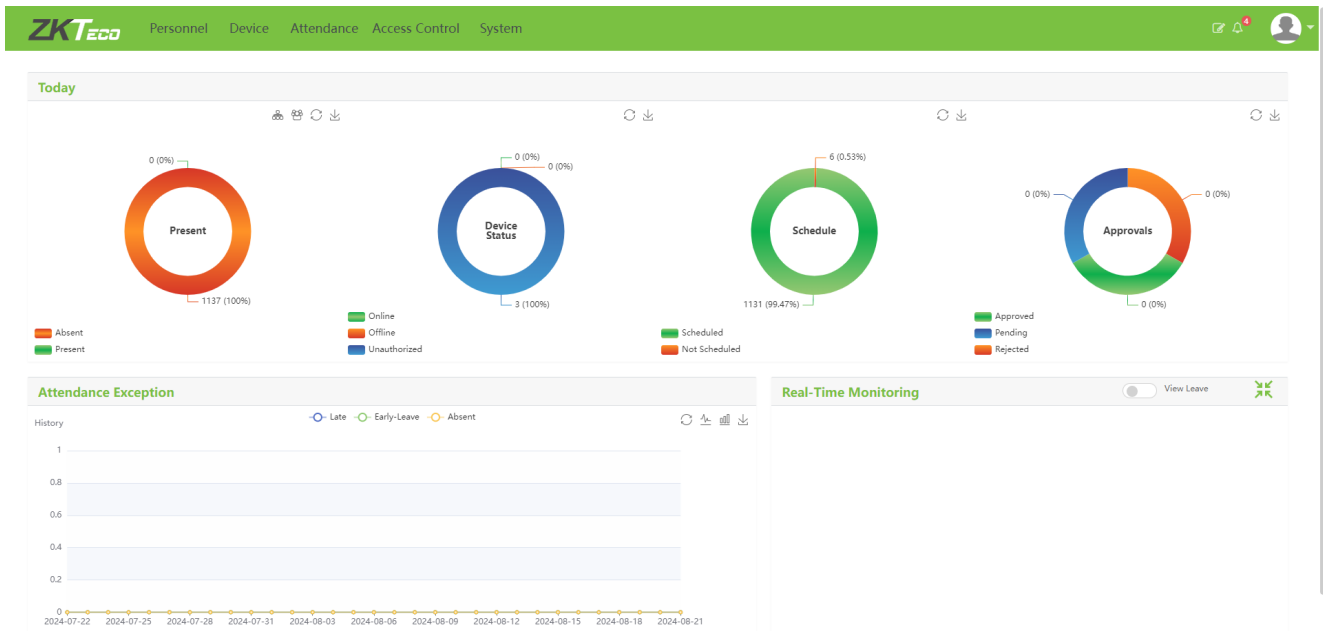 ZKTeco Personnel Device Attendance Access Control System 4
Today
0 (0%)
Present
1137 (100%)
Absent
Present
0 (0%)
0 (0%)
Device
Status
3 (100%)
Online
Offline
Unauthorized
6 (0.53%)
Schedule
1131 (99.47%)
Scheduled
Not Scheduled
0 (0%)
0 (0%)
Approvals
0 (0%)
Approved
Pending
Rejected
Attendance Exception
History
Late Early-Leave Absent
1
0.8
0.6
0.4
0.2
0
2024-07-22 2024-07-25 2024-07-28 2024-07-31 2024-08-03 2024-08-06 2024-08-09 2024-08-12 2024-08-15 2024-08-18 2024-08-21
Real-Time Monitoring
View Leave